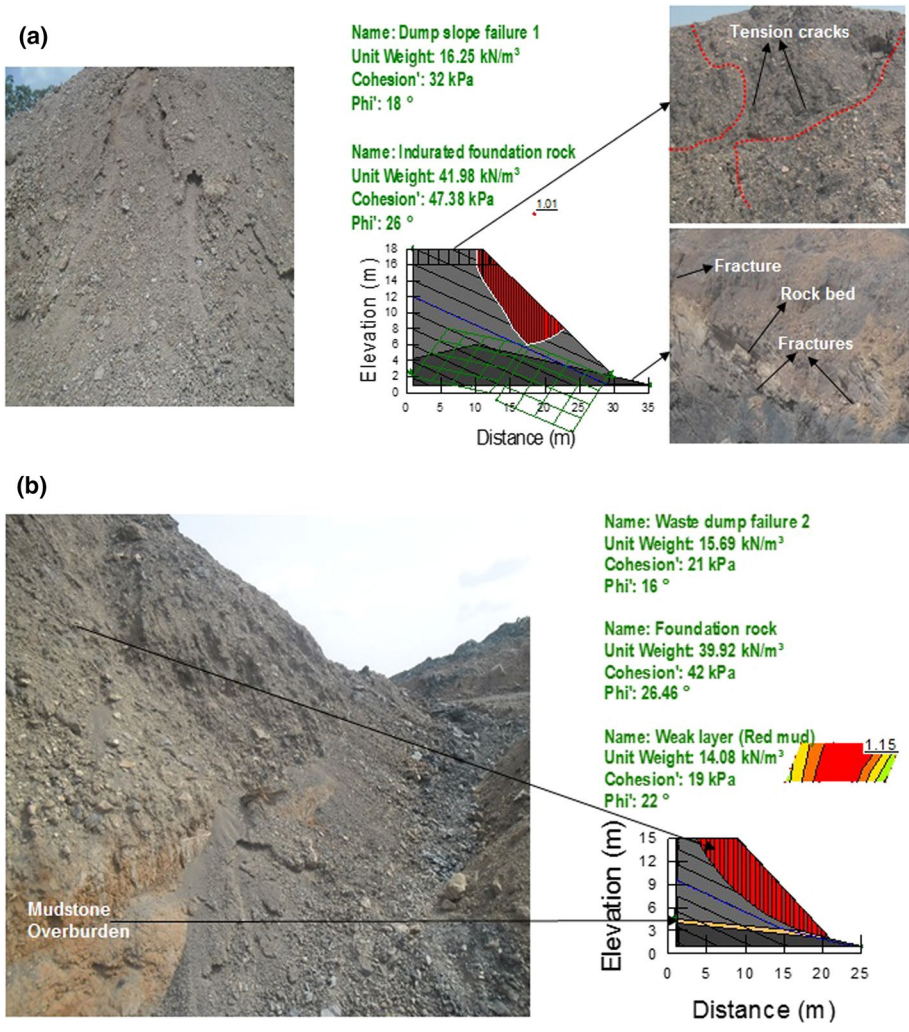 (a)
Name: Dump slope failure 1
Unit Weight: 16.25 kN/m³
Cohesion': 32 kPa
Phi': 18 °
Name: Indurated foundation rock
Unit Weight: 41.98 kN/m³
Cohesion': 47.38 kPa
Phi': 26 °
1.01
Elevation (m)
18
16
14
12
10
8
6
4
2
0
0
5
10
15
20
25
30
35
Distance (m)
Tension cracks
Fracture
Rock bed
Fractures
(b)
Mudstone
Overburden
Name: Waste dump failure 2
Unit Weight: 15.69 kN/m³
Cohesion': 21 kPa
Phi': 16 °
Name: Foundation rock
Unit Weight: 39.92 kN/m³
Cohesion': 42 kPa
Phi': 26.46 °
Name: Weak layer (Red mud)
Unit Weight: 14.08 kN/m³
Cohesion': 19 kPa
Phi': 22 °
1.15
Elevation (m)
15
12
9
6
3
0
0
5
10
15
20
25
Distance (m)